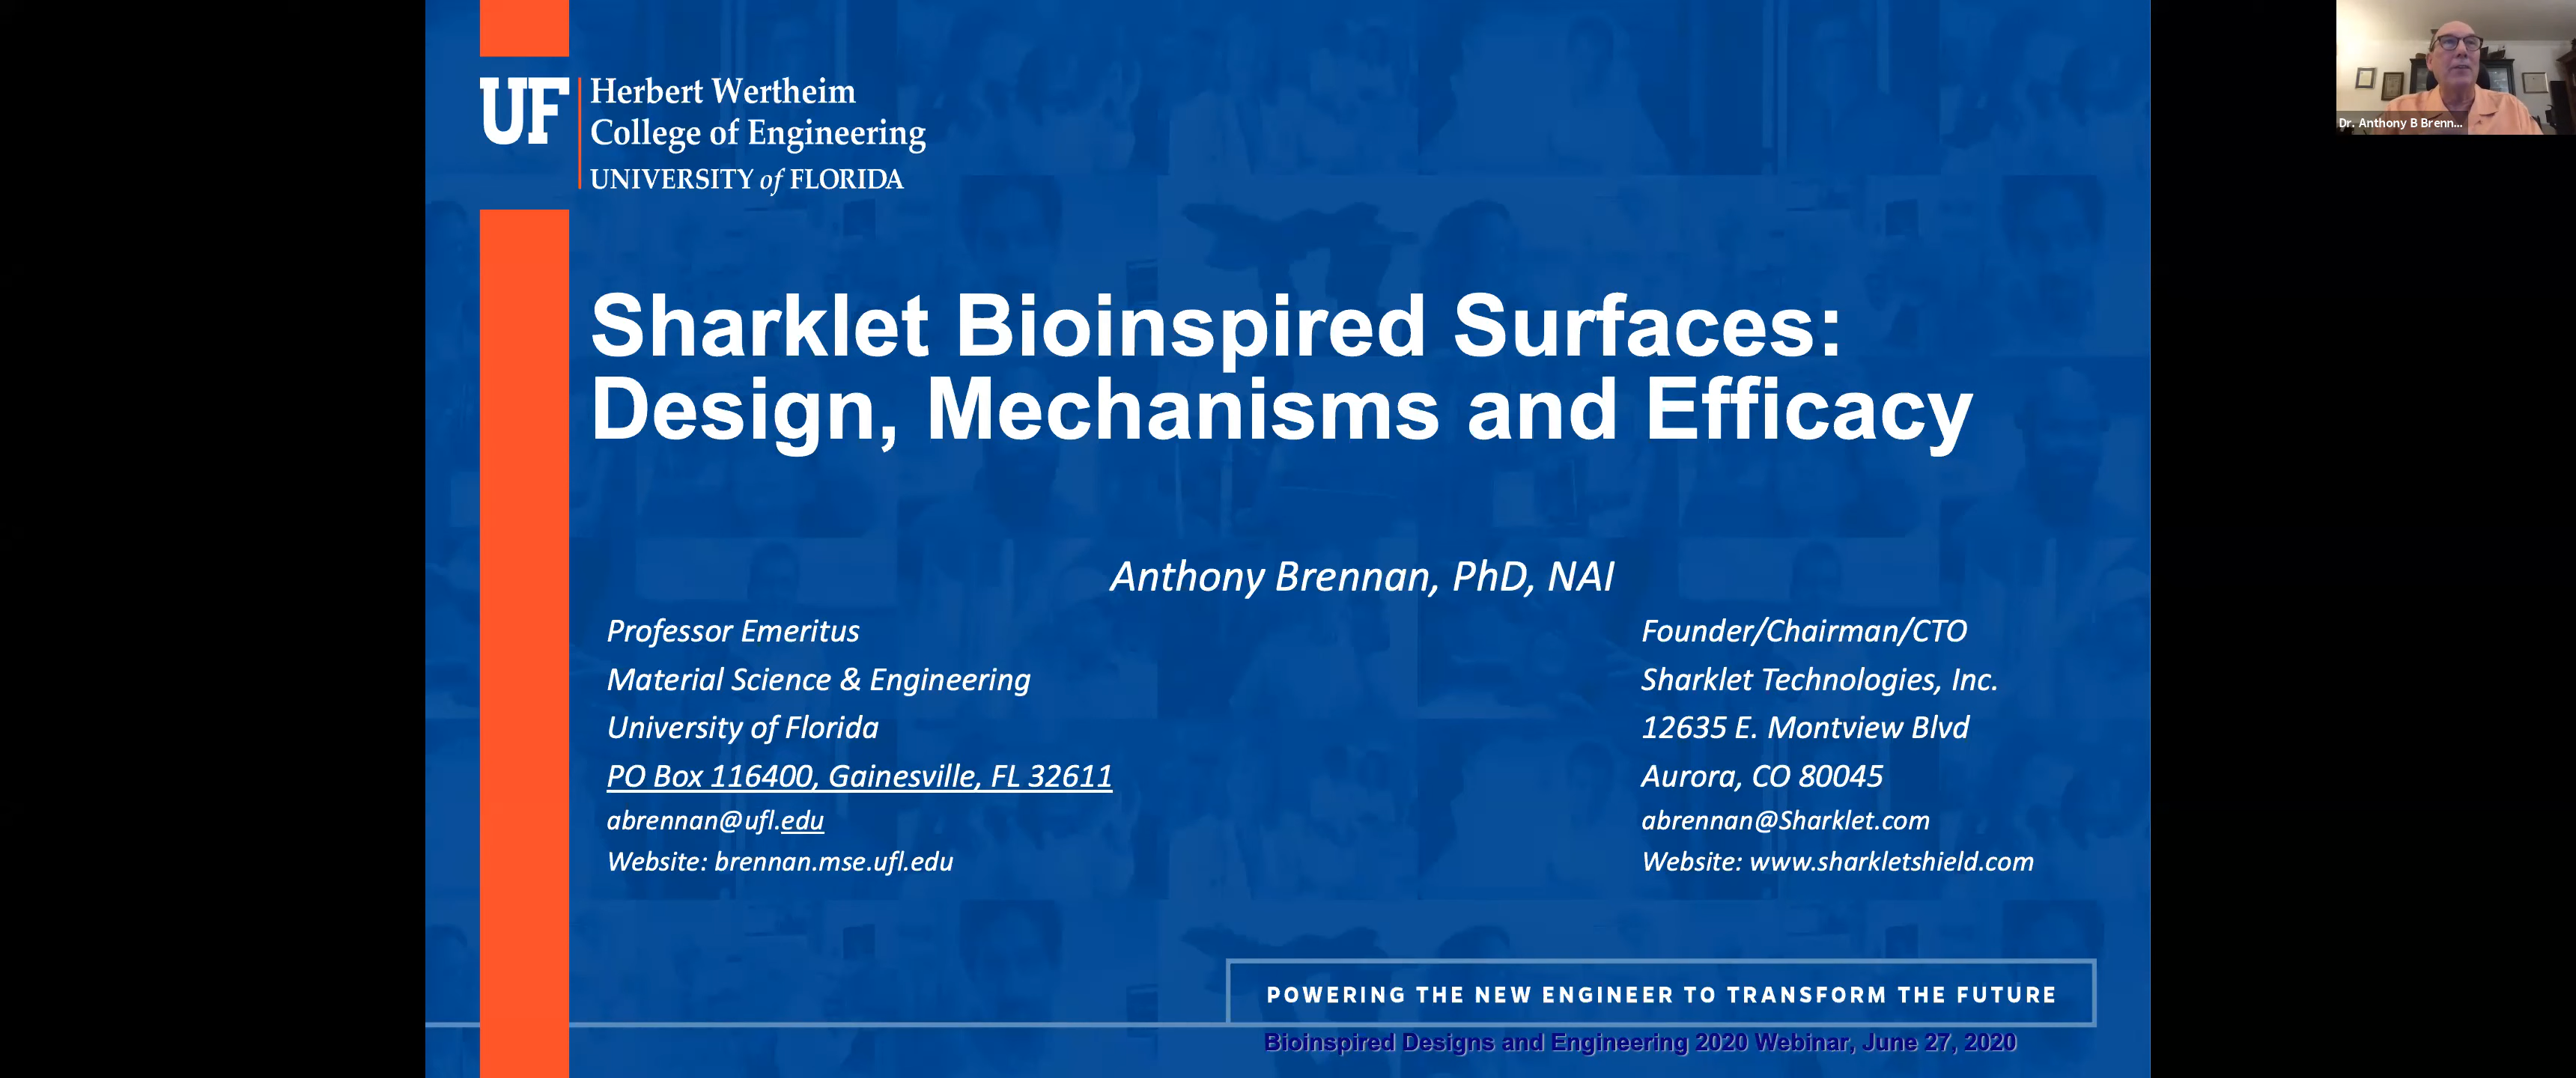 UF
Herbert Wertheim
College of Engineering
UNIVERSITY of FLORIDA
Dr. Anthony B Brenn...
Sharklet Bioinspired Surfaces:
Design, Mechanisms and Efficacy
Anthony Brennan, PhD, NAI
Professor Emeritus
Material Science & Engineering
University of Florida
PO Box 116400, Gainesville, FL 32611
abrennan@ufl.edu
Website: brennan.mse.ufl.edu
Founder/Chairman/CTO
Sharklet Technologies, Inc.
12635 E. Montview Blvd
Aurora, CO 80045
abrennan@Sharklet.com
Website: www.sharkletshield.com
POWERING THE NEW ENGINEER TO TRANSFORM THE FUTURE
Bioinspired Designs and Engineering 2020 Webinar, June 27, 2020